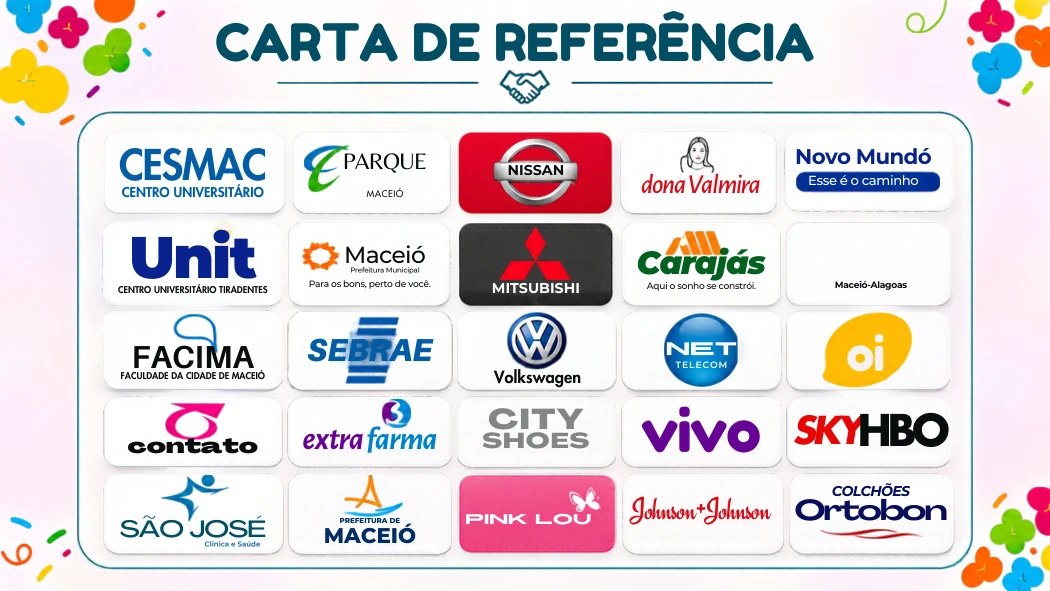 CARTA DE REFERÊNCIA
CESMAC
CENTRO UNIVERSITÁRIO
PARQUE
MACEIÓ
NISSAN
dona Valmira
Novo Mundó
Esse é o caminho
Unit
CENTRO UNIVERSITÁRIO TIRADENTES
Maceió
Prefeitura Municipal
Para os bons, perto de você.
MITSUBISHI
Carajás
Aqui o sonho se constrói.
Maceió-Alagoas
FACIMA
FACULDADE DA CIDADE DE MACEIÓ
SEBRAE
Volkswagen
NET
TELECOM
oi
contato
extrafarma
CITY
SHOES
vivo
SKYHBO
SÃO JOSÉ
Clínica e Saúde
PREFEITURA DE
MACEIÓ
PINK LOU
Johnson+Johnson
COLCHÕES
Ortobon